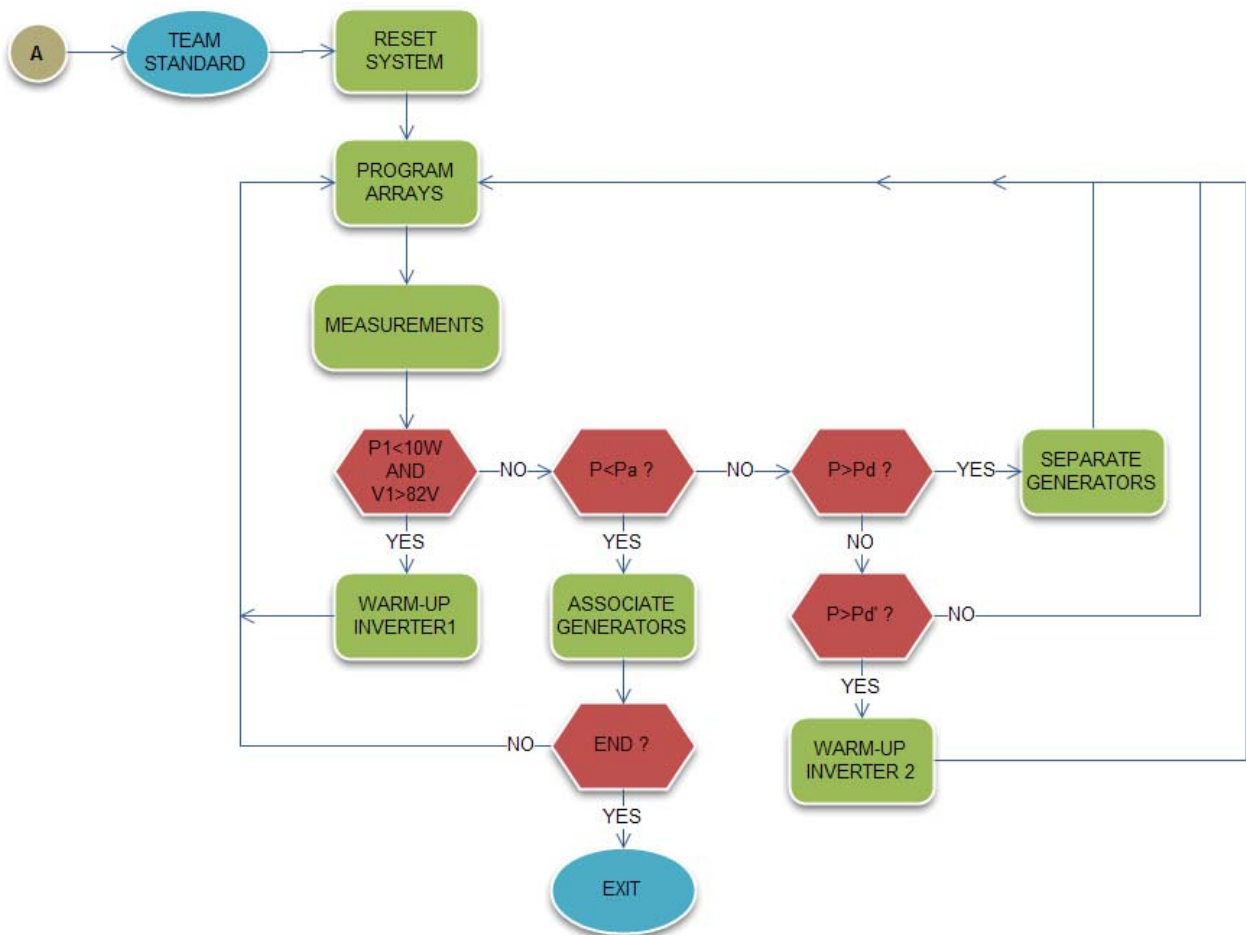 A
TEAM
STANDARD
RESET
SYSTEM
PROGRAM
ARRAYS
MEASUREMENTS
P1<10W
AND
V1>82V
NO
P<Pa ?
NO
P>Pd ?
YES
SEPARATE
GENERATORS
YES
YES
NO
WARM-UP
INVERTER1
ASSOCIATE
GENERATORS
P>Pd' ?
NO
YES
NO
END ?
WARM-UP
INVERTER 2
YES
EXIT